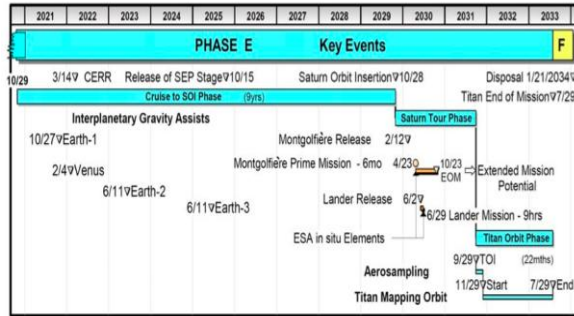 2021 2022 2023 2024 2025 2026 2027 2028 2029 2030 2031 2032 2033
PHASE E Key Events F
10/29 3/14 CERR Release of SEP Stage 10/15 Saturn Orbit Insertion 10/28 Disposal 1/21/2034
Cruise to SOI Phase (9yrs) Titan End of Mission 7/29
Interplanetary Gravity Assists Saturn Tour Phase
10/27 Earth-1 Montgolfière Release 2/12
2/4 Venus Montgolfière Prime Mission - 6mo 4/23 10/23 EOM Extended Mission Potential
6/11 Earth-2
6/11 Earth-3 Lander Release 6/2
6/29 Lander Mission - 9hrs
ESA in situ Elements Titan Orbit Phase
9/29 TOI (22mths)
Aerosampling
11/29 Start 7/29 End
Titan Mapping Orbit